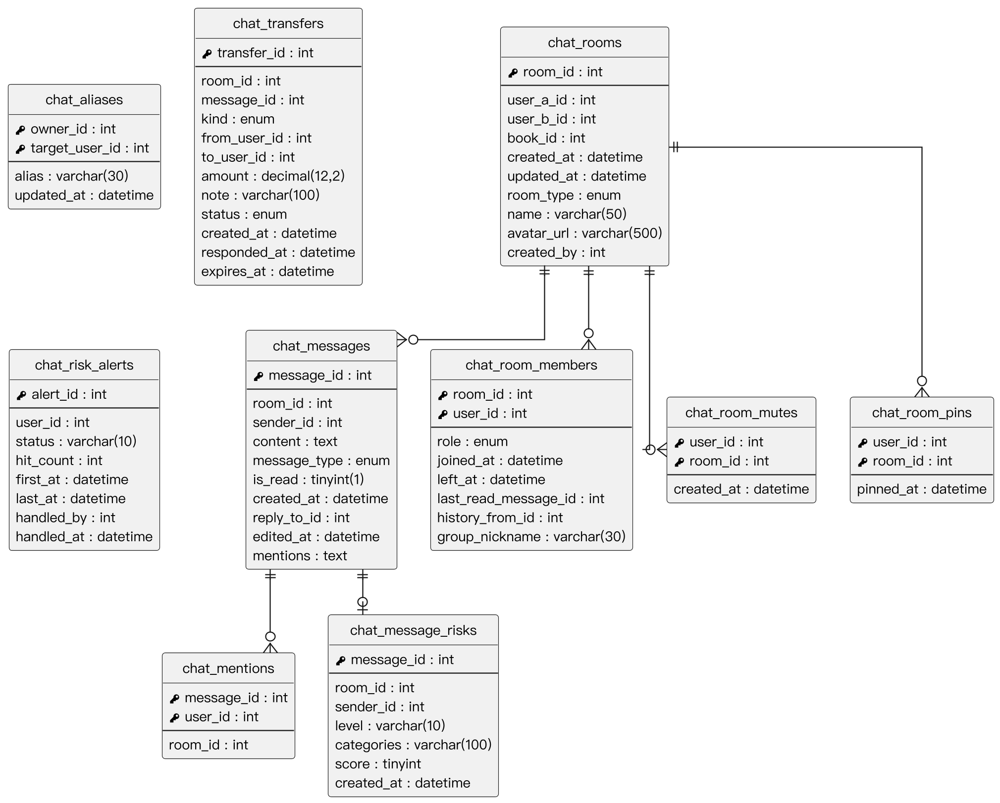 chat_transfers
transfer_id : int
room_id : int
message_id : int
kind : enum
from_user_id : int
to_user_id : int
amount : decimal(12,2)
note : varchar(100)
status : enum
created_at : datetime
responded_at : datetime
expires_at : datetime
chat_rooms
room_id : int
user_a_id : int
user_b_id : int
book_id : int
created_at : datetime
updated_at : datetime
room_type : enum
name : varchar(50)
avatar_url : varchar(500)
created_by : int
chat_aliases
owner_id : int
target_user_id : int
alias : varchar(30)
updated_at : datetime
chat_risk_alerts
alert_id : int
user_id : int
status : varchar(10)
hit_count : int
first_at : datetime
last_at : datetime
handled_by : int
handled_at : datetime
chat_messages
message_id : int
room_id : int
sender_id : int
content : text
message_type : enum
is_read : tinyint(1)
created_at : datetime
reply_to_id : int
edited_at : datetime
mentions : text
chat_room_members
room_id : int
user_id : int
role : enum
joined_at : datetime
left_at : datetime
last_read_message_id : int
history_from_id : int
group_nickname : varchar(30)
chat_room_mutes
user_id : int
room_id : int
created_at : datetime
chat_room_pins
user_id : int
room_id : int
pinned_at : datetime
chat_mentions
message_id : int
user_id : int
room_id : int
chat_message_risks
message_id : int
room_id : int
sender_id : int
level : varchar(10)
categories : varchar(100)
score : tinyint
created_at : datetime